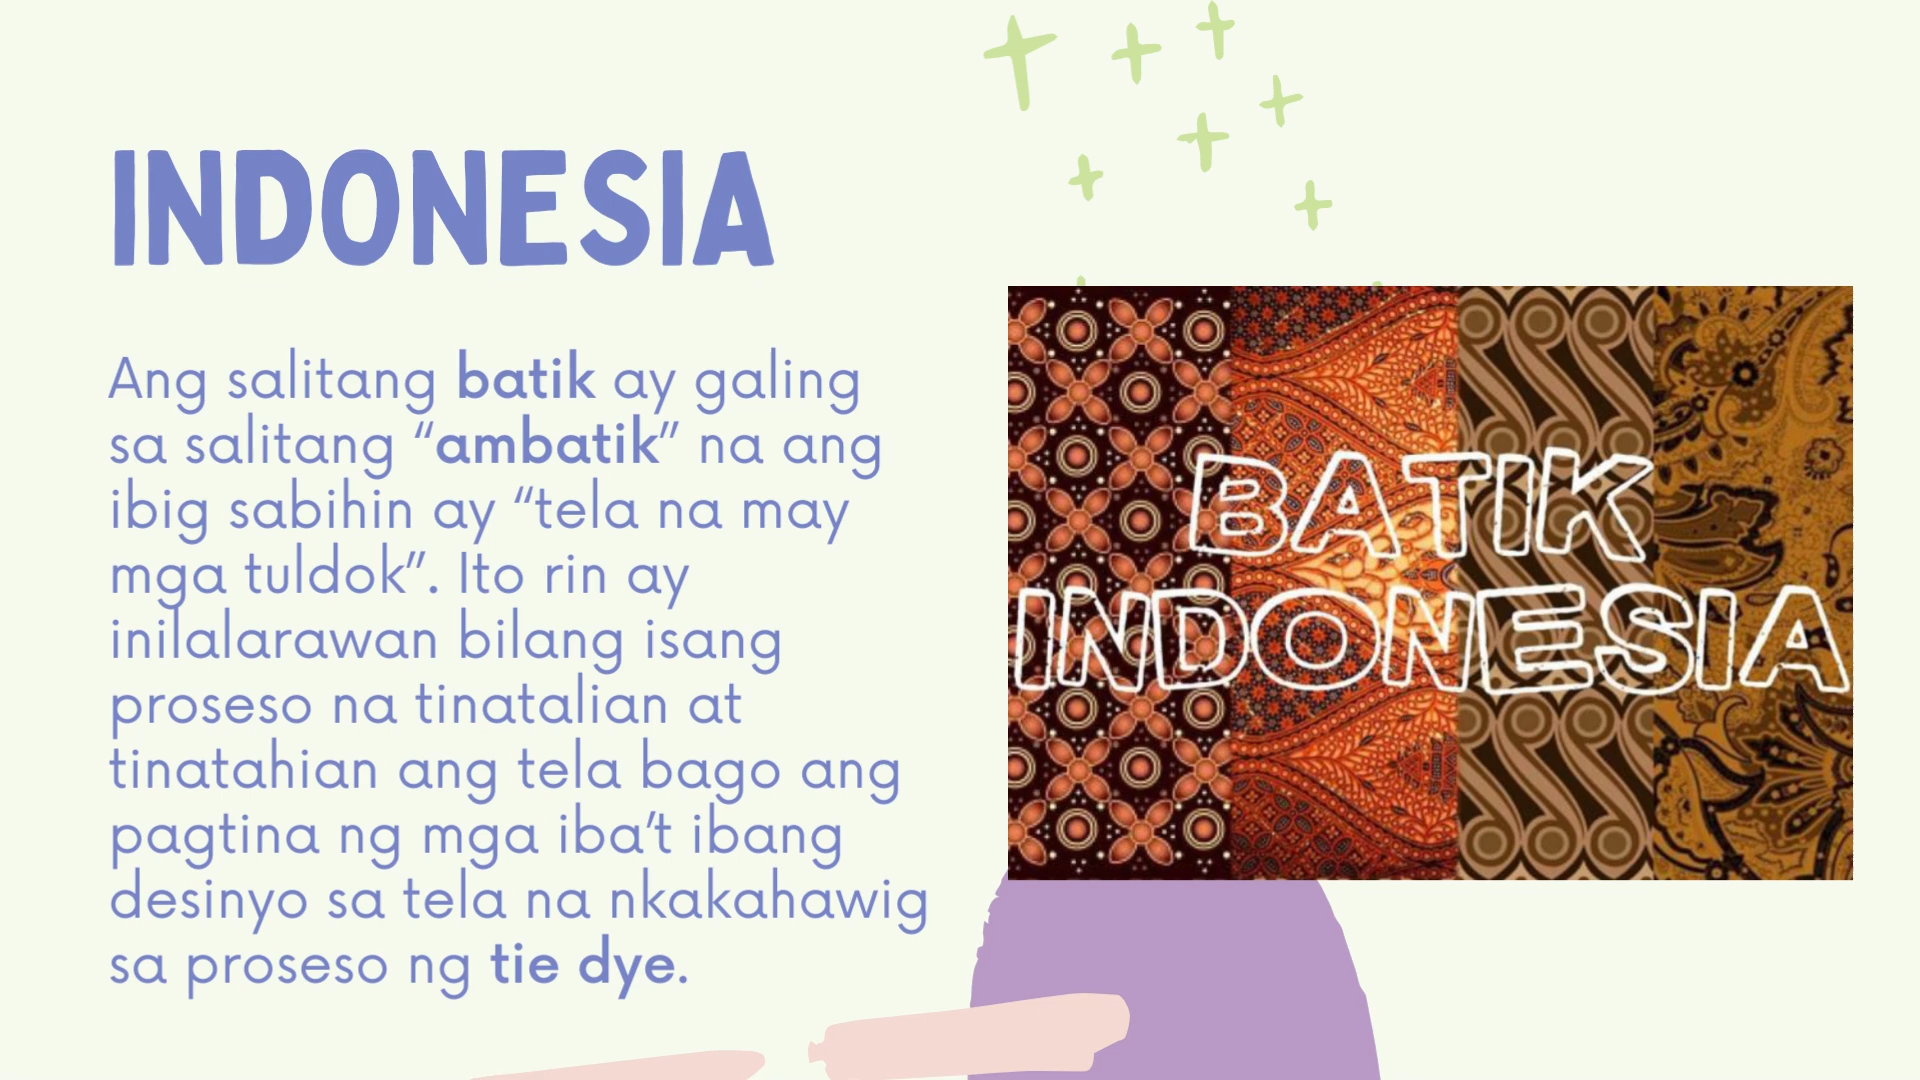 INDONESIA
Ang salitang batik ay galing
sa salitang “ambatik” na ang
ibig sabihin ay “tela na may
mga tuldok”. Ito rin ay
inilalarawan bilang isang
proseso na tinatalian at
tinatahian ang tela bago ang
pagtina ng mga iba’t ibang
desinyo sa tela na nkakahawig
sa proseso ng tie dye.
BATIK
INDONESIA